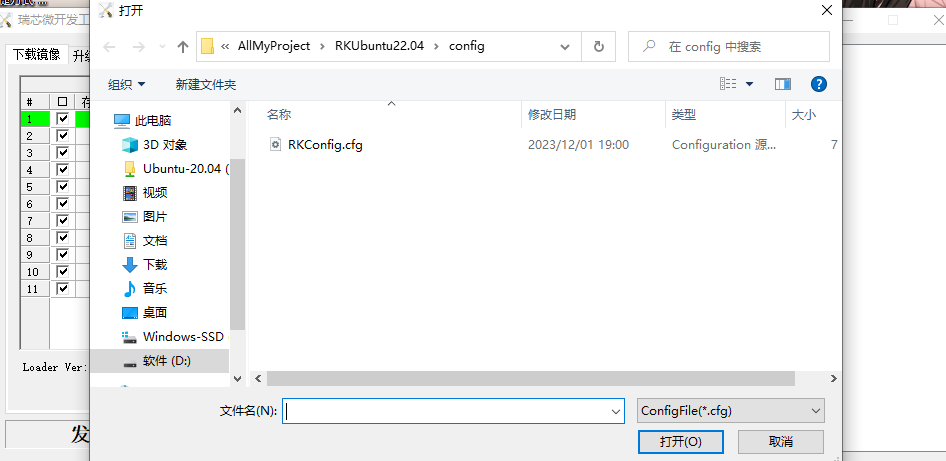 瑞芯微开发工
打开
AllMyProject
RKUbuntu22.04
config
在 config 中搜索
下载镜像
升级
组织
新建文件夹
#
存
名称
修改日期
类型
大小
1
2
3
4
5
6
7
8
9
10
11
此电脑
3D 对象
Ubuntu-20.04 (
视频
图片
文档
下载
音乐
桌面
Windows-SSD
软件 (D:)
RKConfig.cfg
2023/12/01 19:00
Configuration 源...
7
Loader Ver:
文件名(N):
ConfigFile(*.cfg)
发
打开(O)
取消